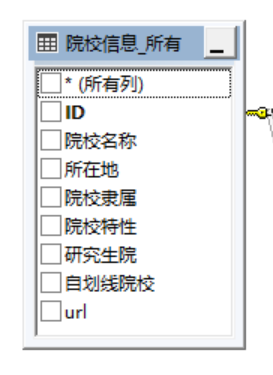 院校信息_所有
* (所有列)
ID
院校名称
所在地
院校隶属
院校特性
研究生院
自划线院校
url